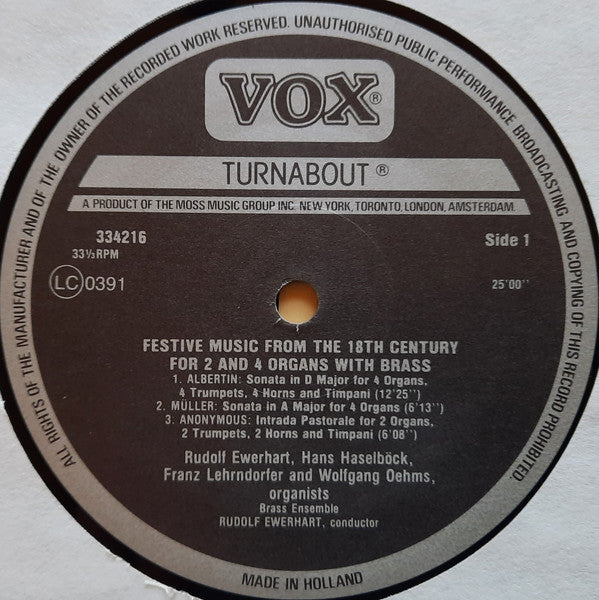 ALL RIGHTS OF THE MANUFACTURER AND OF THE OWNER OF THE RECORDED WORK RESERVED. UNAUTHORISED PUBLIC PERFORMANCE BROADCASTING AND COPYING OF THIS RECORD PROHIBITED.
VOX®
TURNABOUT ®
A PRODUCT OF THE MOSS MUSIC GROUP INC. NEW YORK, TORONTO, LONDON, AMSTERDAM.
334216 Side 1
33⅓ RPM
LC 0391 25'00''
FESTIVE MUSIC FROM THE 18TH CENTURY
FOR 2 AND 4 ORGANS WITH BRASS
1. ALBERTIN: Sonata in D Major for 4 Organs,
4 Trumpets, 4 Horns and Timpani (12'25'')
2. MÜLLER: Sonata in A Major for 4 Organs (6'13'')
3. ANONYMOUS: Intrada Pastorale for 2 Organs,
2 Trumpets, 2 Horns and Timpani (6'08'')
Rudolf Ewerhart, Hans Haselböck,
Franz Lehrndorfer and Wolfgang Oehms,
organists
Brass Ensemble
RUDOLF EWERHART, conductor
MADE IN HOLLAND